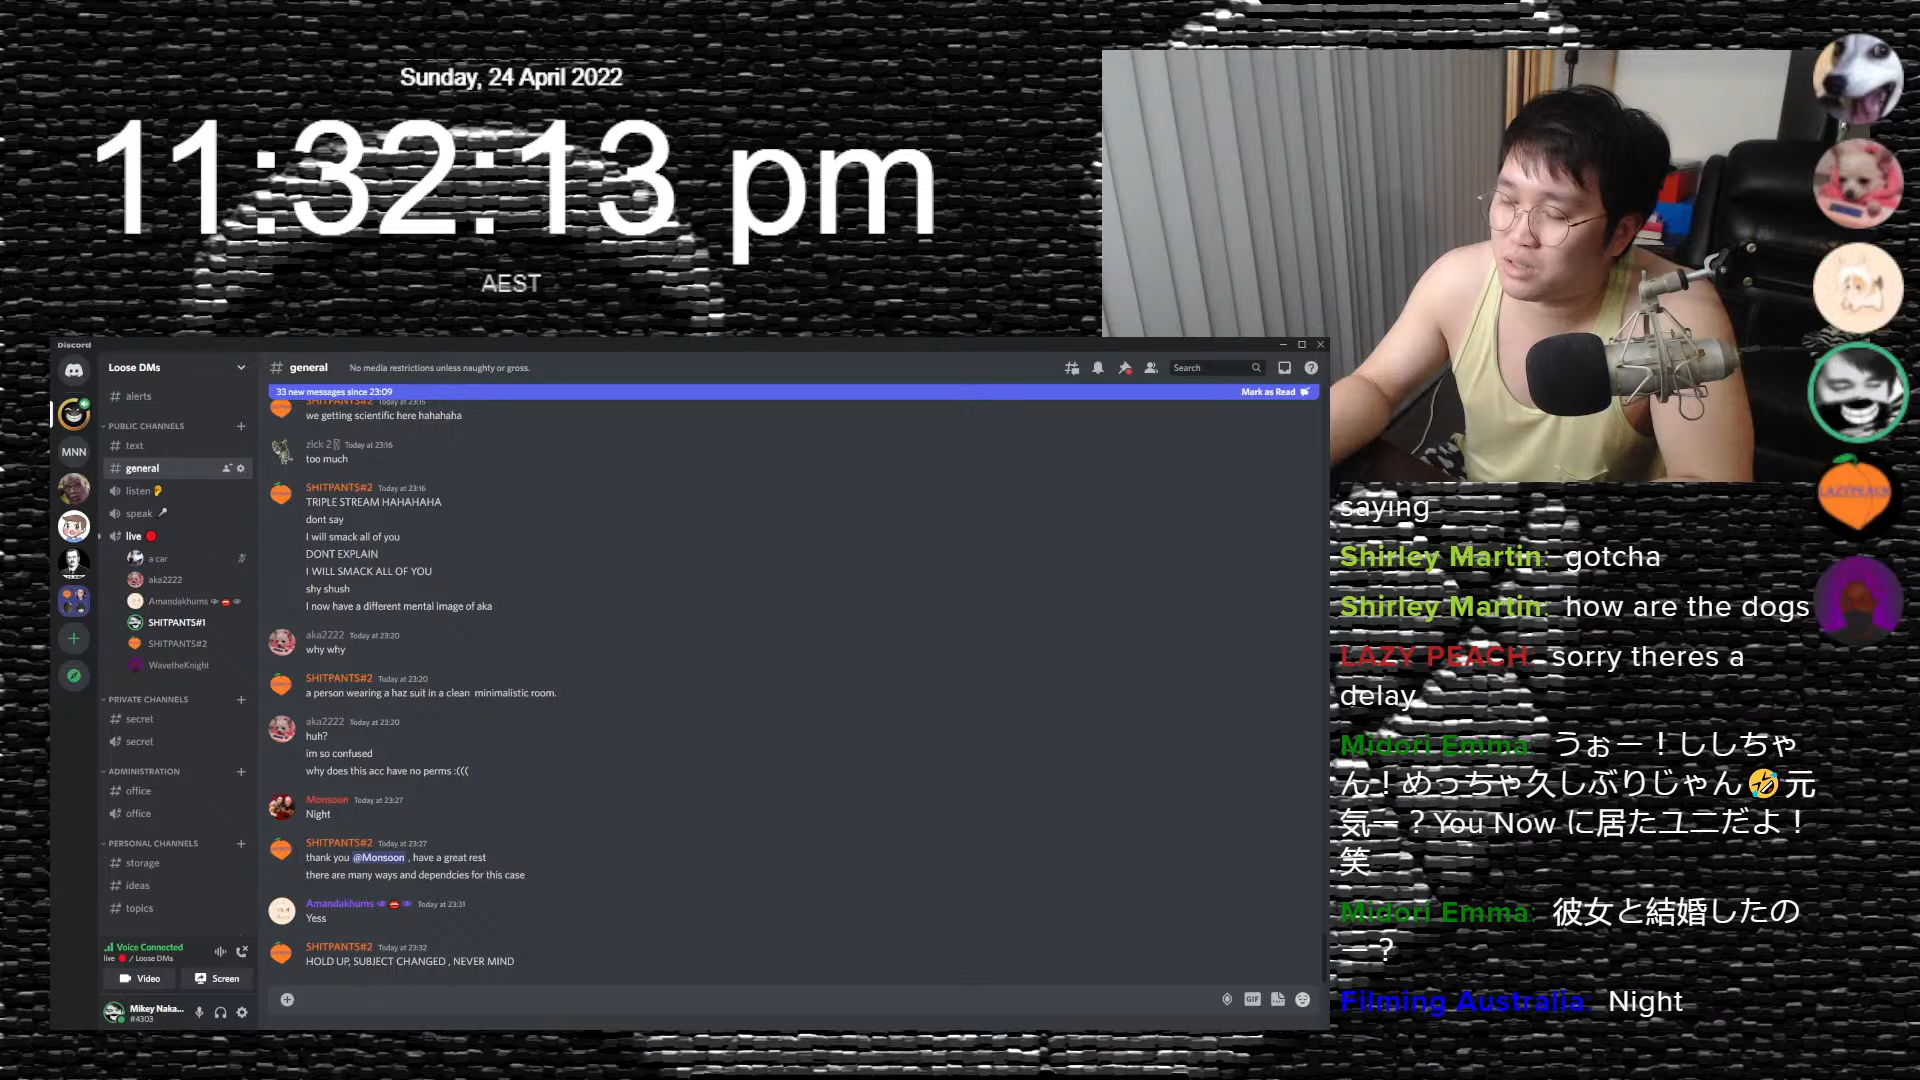 Sunday, 24 April 2022
11:32:13 pm
AEST
Discord
Loose DMs
general
No media restrictions unless naughty or gross.
Search
33 new messages since 23:09
Mark as Read
MNN
alerts
PUBLIC CHANNELS
text
general
listen 👂
speak 🎤
live 🔴
a car
aka2222
Amandakhums 👁️👄👁️
SHITPANTS#1
SHITPANTS#2
WavetheKnight
PRIVATE CHANNELS
secret
secret
ADMINISTRATION
office
office
PERSONAL CHANNELS
storage
ideas
topics
Voice Connected
live 🔴 / Loose DMs
Video
Screen
Mikey Naka...
#4303
SHITPANTS#2 Today at 23:15
we getting scientific here hahahaha
zick 2 Today at 23:16
too much
SHITPANTS#2 Today at 23:16
TRIPLE STREAM HAHAHAHA
dont say
I will smack all of you
DONT EXPLAIN
I WILL SMACK ALL OF YOU
shy shush
I now have a different mental image of aka
aka2222 Today at 23:20
why why
SHITPANTS#2 Today at 23:20
a person wearing a haz suit in a clean minimalistic room.
aka2222 Today at 23:20
huh?
im so confused
why does this acc have no perms :(((
Monsoon Today at 23:27
Night
SHITPANTS#2 Today at 23:27
thank you @Monsoon , have a great rest
there are many ways and dependcies for this case
Amandakhums 👁️👄👁️ Today at 23:31
Yess
SHITPANTS#2 Today at 23:32
HOLD UP, SUBJECT CHANGED , NEVER MIND
GIF
saying
Shirley Martin: gotcha
Shirley Martin: how are the dogs
LAZY PEACH: sorry theres a
delay
Midori Emma: うぉー！ししちゃ
ん！めっちゃ久しぶりじゃん🤣元
気ー？You Now に居たユニだよ！
笑
Midori Emma: 彼女と結婚したの
ー？
Filming Australia: Night
LAZYPEACH